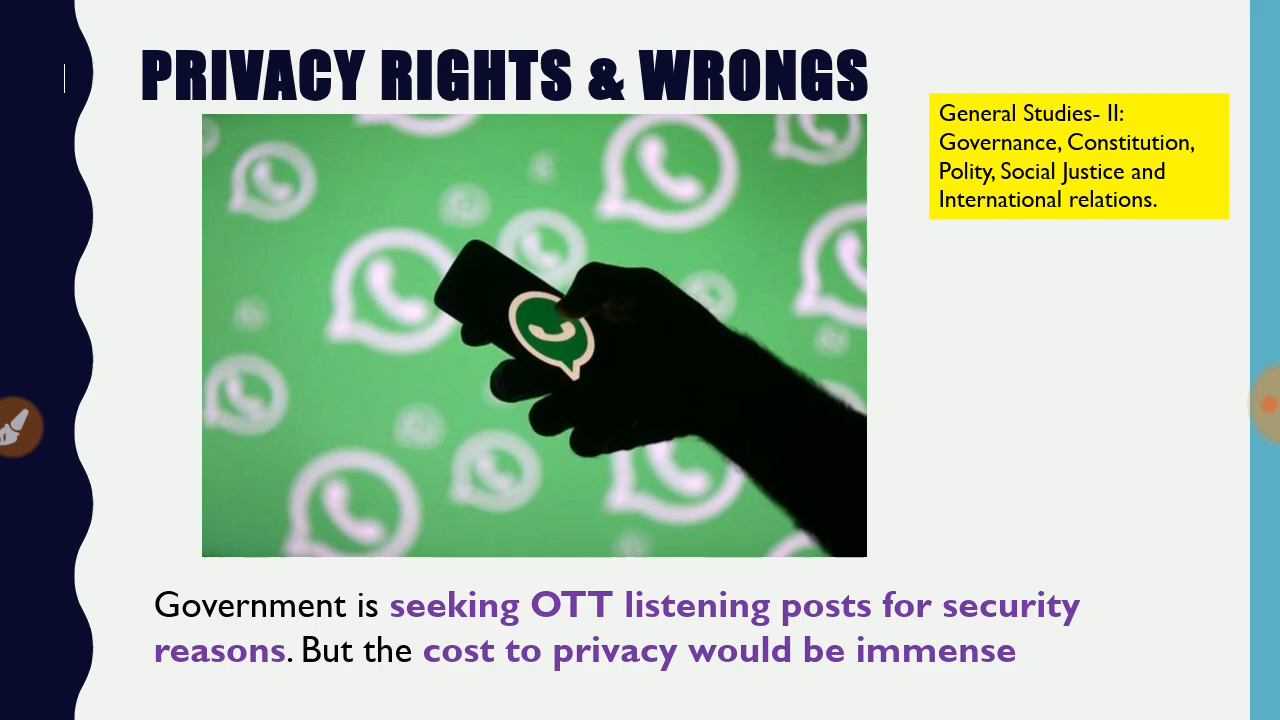 PRIVACY RIGHTS & WRONGS
General Studies- II:
Governance, Constitution,
Polity, Social Justice and
International relations.
Government is seeking OTT listening posts for security
reasons. But the cost to privacy would be immense